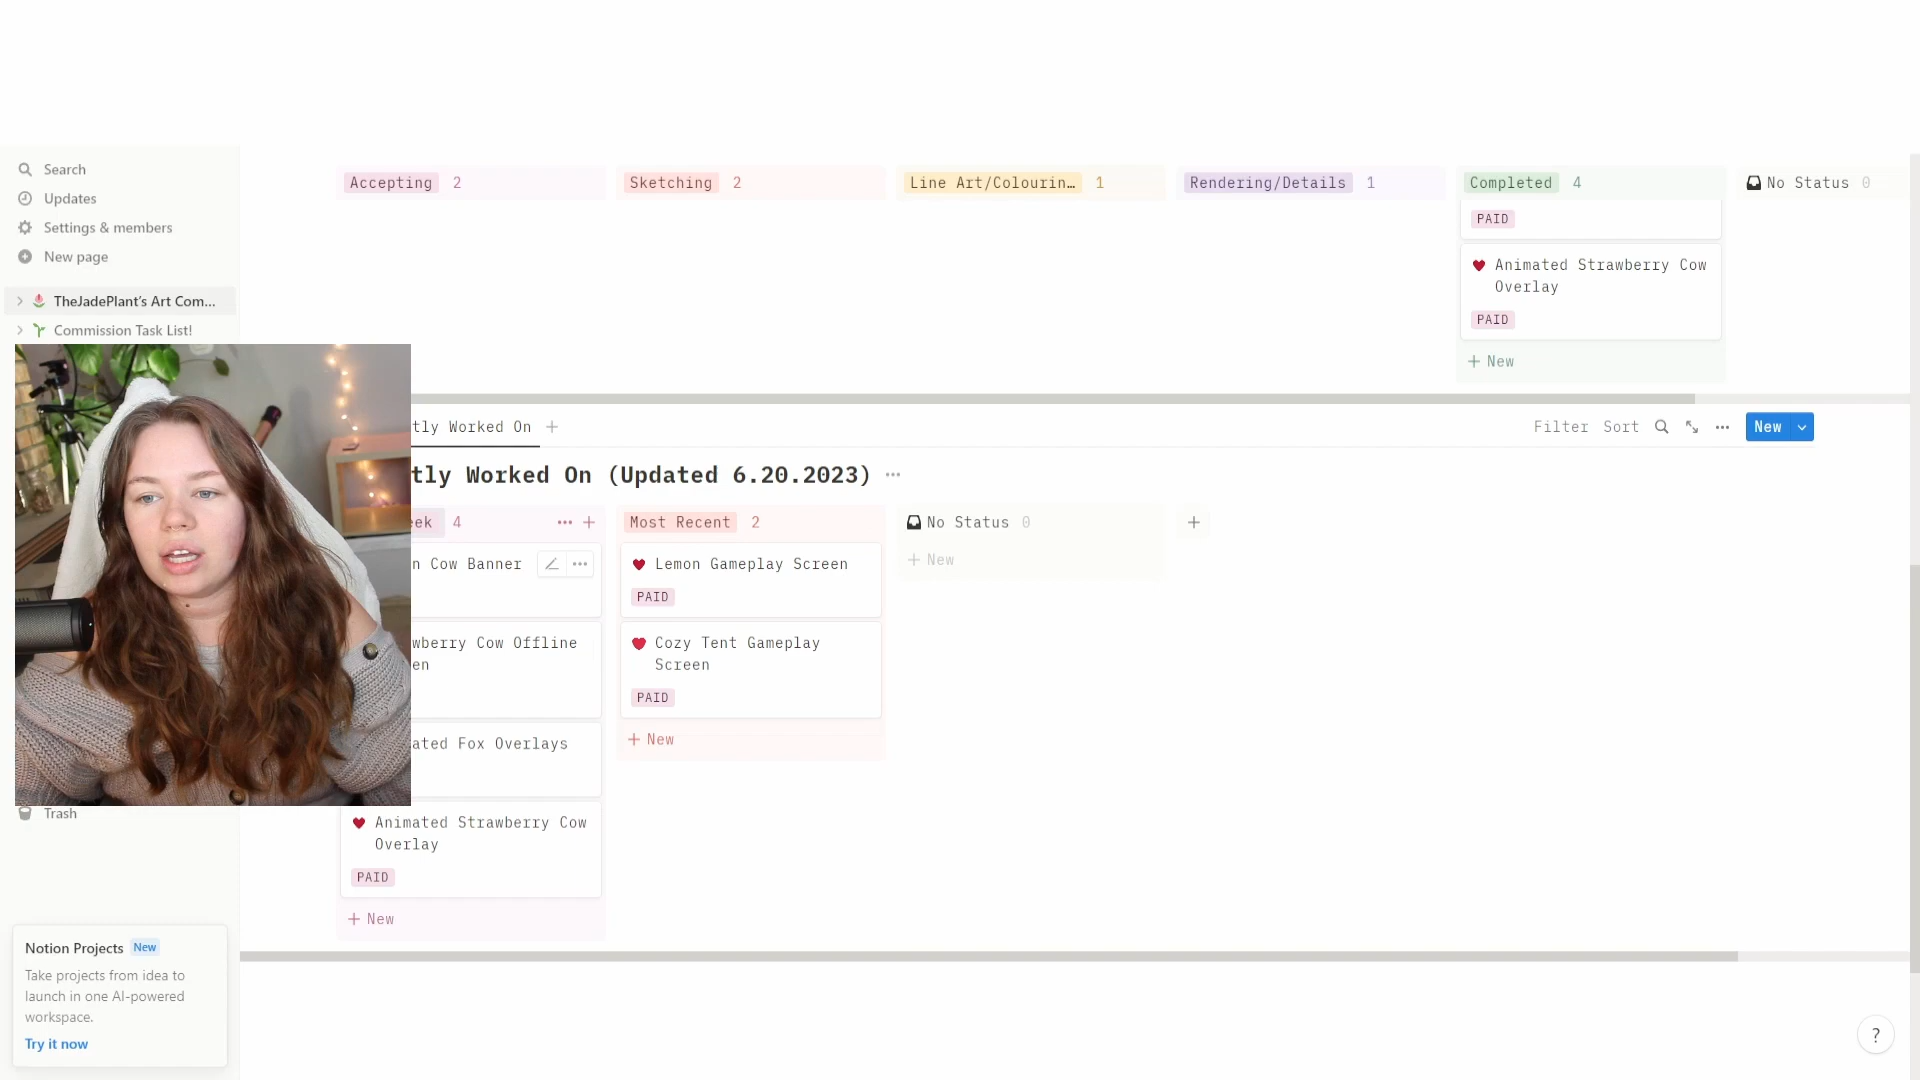 Search
Updates
Settings & members
New page
TheJadePlant's Art Com...
Commission Task List!
Trash
Notion Projects New
Take projects from idea to
launch in one AI-powered
workspace.
Try it now
Accepting 2
Sketching 2
Line Art/Colourin… 1
Rendering/Details 1
Completed 4
No Status 0
PAID
Animated Strawberry Cow
Overlay
PAID
+ New
tly Worked On +
Filter Sort
New
tly Worked On (Updated 6.20.2023) ...
eek 4
n Cow Banner
wberry Cow Offline
en
ated Fox Overlays
Animated Strawberry Cow
Overlay
PAID
+ New
Most Recent 2
Lemon Gameplay Screen
PAID
Cozy Tent Gameplay
Screen
PAID
+ New
No Status 0
+ New
?